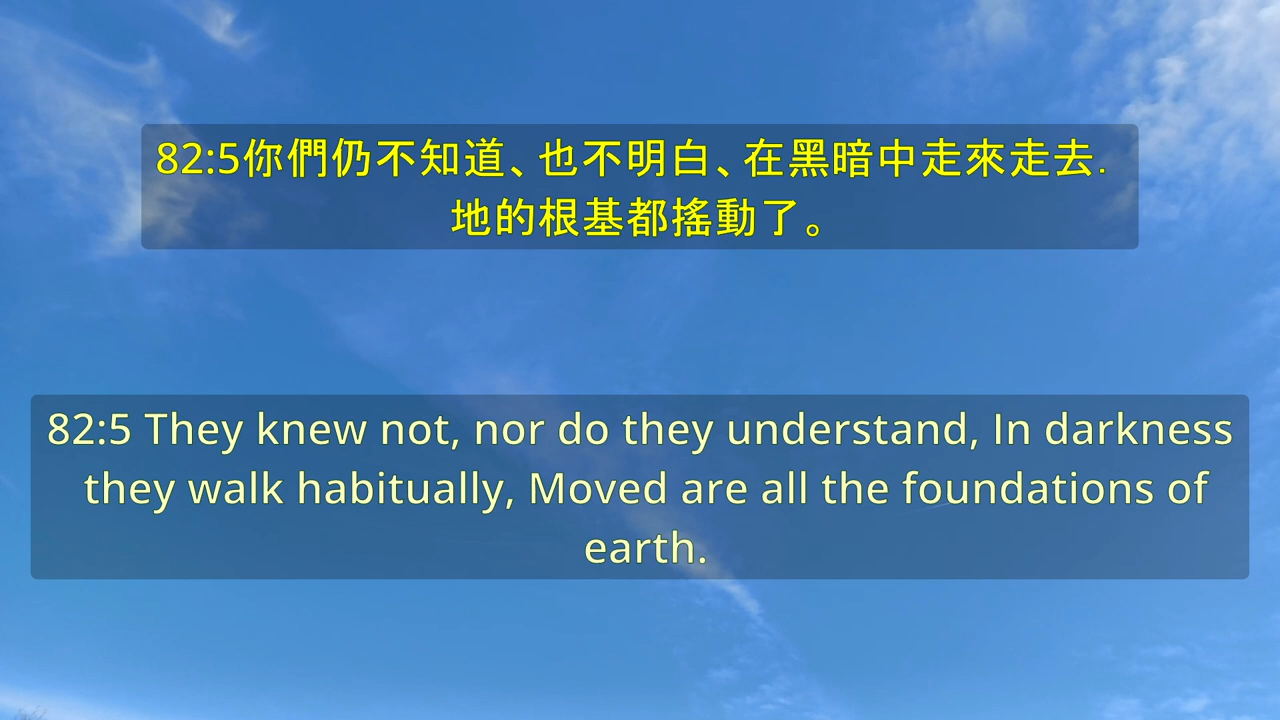 82:5你們仍不知道、也不明白、在黑暗中走來走去.
地的根基都搖動了。
82:5 They knew not, nor do they understand, In darkness
they walk habitually, Moved are all the foundations of
earth.